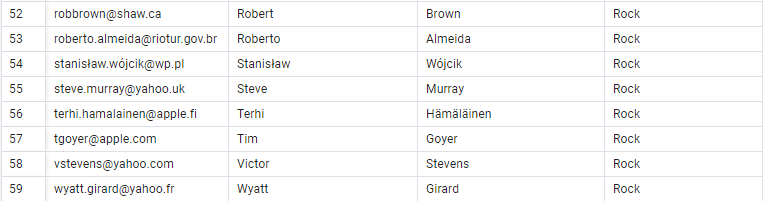 52 robbrown@shaw.ca Robert Brown Rock
53 roberto.almeida@riotur.gov.br Roberto Almeida Rock
54 stanisław.wójcik@wp.pl Stanisław Wójcik Rock
55 steve.murray@yahoo.uk Steve Murray Rock
56 terhi.hamalainen@apple.fi Terhi Hämäläinen Rock
57 tgoyer@apple.com Tim Goyer Rock
58 vstevens@yahoo.com Victor Stevens Rock
59 wyatt.girard@yahoo.fr Wyatt Girard Rock